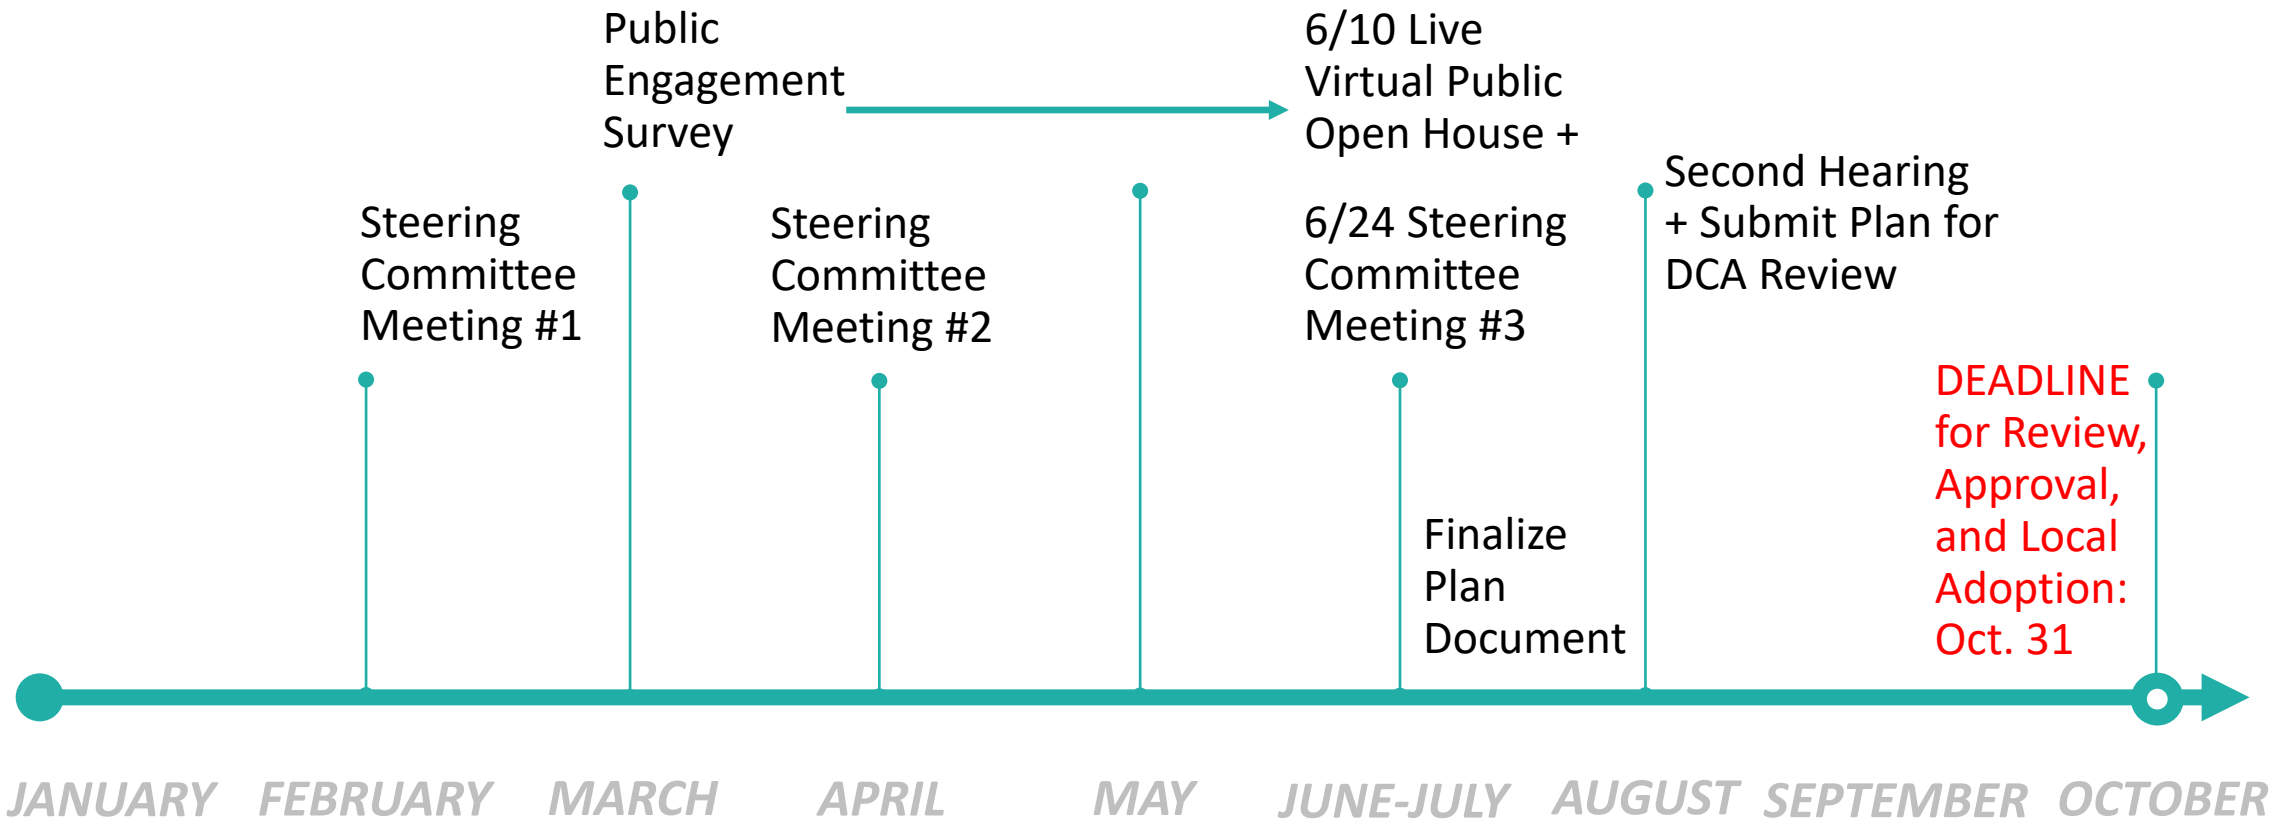 Public
Engagement
Survey
6/10 Live
Virtual Public
Open House +
Steering
Committee
Meeting #1
Steering
Committee
Meeting #2
6/24 Steering
Committee
Meeting #3
Second Hearing
+ Submit Plan for
DCA Review
Finalize
Plan
Document
DEADLINE
for Review,
Approval,
and Local
Adoption:
Oct. 31
JANUARY FEBRUARY MARCH APRIL MAY JUNE-JULY AUGUST SEPTEMBER OCTOBER